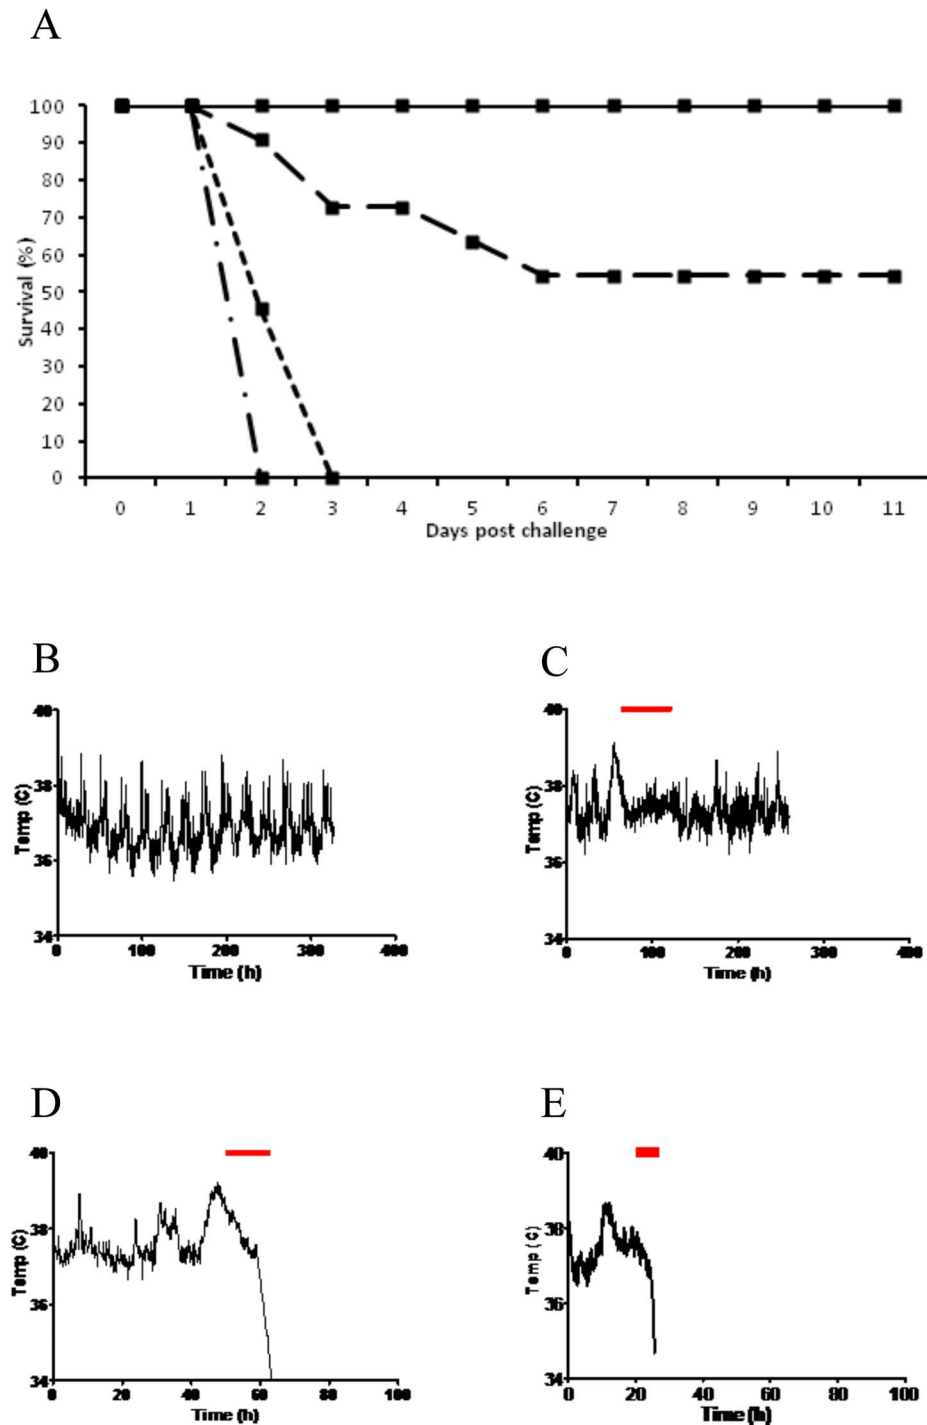 A
100
90
80
70
60
50
40
30
20
10
0
Survival (%)
0 1 2 3 4 5 6 7 8 9 10 11
Days post challenge
B
40
38
36
34
Temp (C)
0 100 200 300 400
Time (h)
C
40
38
36
34
Temp (C)
0 100 200 300 400
Time (h)
D
40
38
36
34
Temp (C)
0 20 40 60 80 100
Time (h)
E
40
38
36
34
Temp (C)
0 20 40 60 80 100
Time (h)